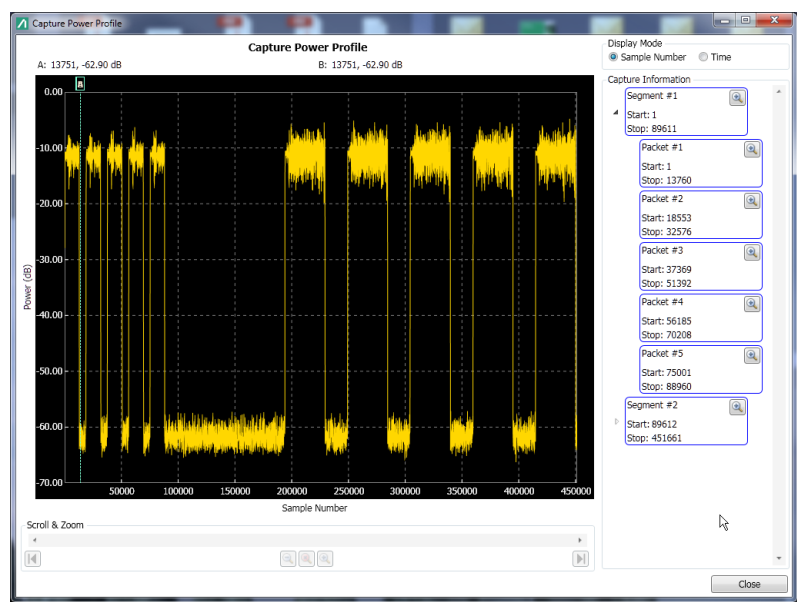 Capture Power Profile
Capture Power Profile
A: 13751, -62.90 dB
B: 13751, -62.90 dB
B
0.00
-10.00
-20.00
-30.00
-40.00
-50.00
-60.00
-70.00
Power (dB)
50000 100000 150000 200000 250000 300000 350000 400000 450000
Sample Number
Scroll & Zoom
Display Mode
Sample Number Time
Capture Information
Segment #1
Start: 1
Stop: 89611
Packet #1
Start: 1
Stop: 13760
Packet #2
Start: 18553
Stop: 32576
Packet #3
Start: 37369
Stop: 51392
Packet #4
Start: 56185
Stop: 70208
Packet #5
Start: 75001
Stop: 88960
Segment #2
Start: 89612
Stop: 451661
Close